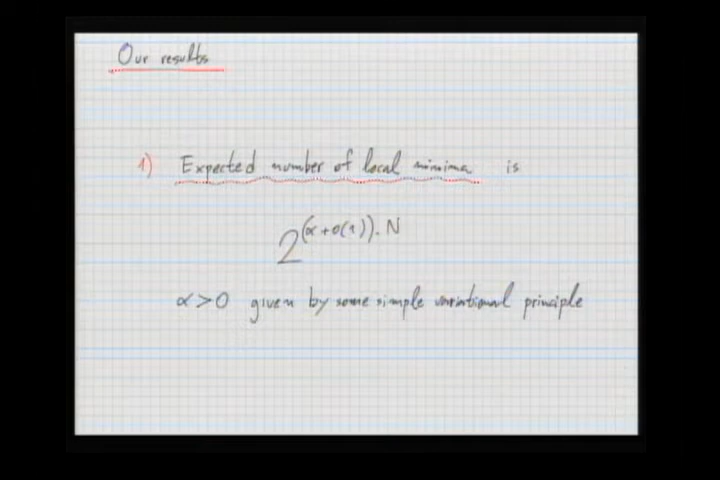 Our results
1) Expected number of local minima is
2^(α+o(1))·N
α>0 given by some simple variational principle